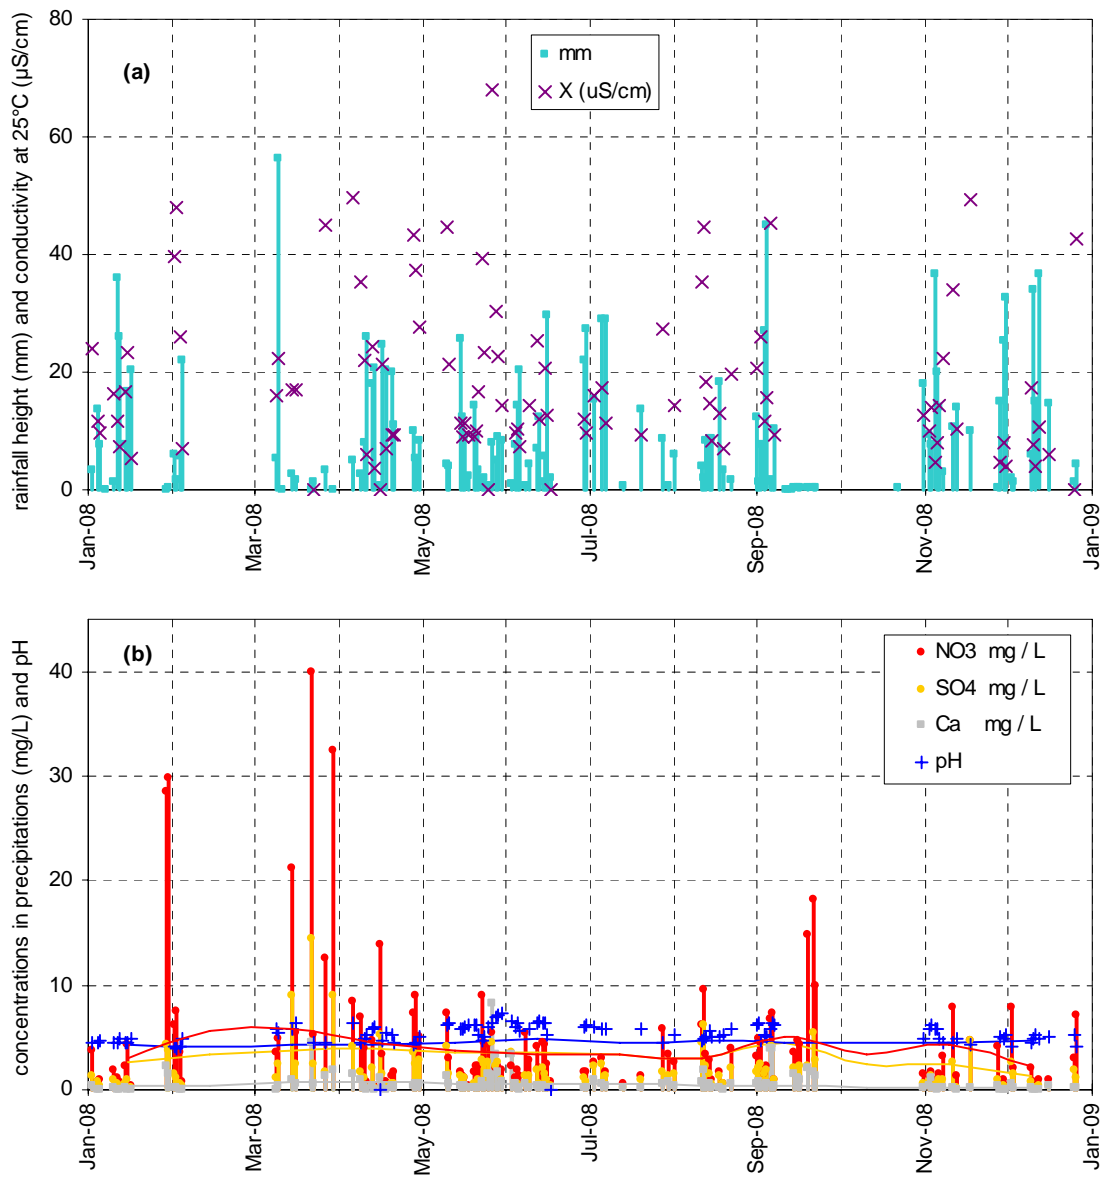 rainfall height (mm) and conductivity at 25°C (µS/cm)
80
60
40
20
0
(a)
mm
X (uS/cm)
Jan-08
Mar-08
May-08
Jul-08
Sep-08
Nov-08
Jan-09
concentrations in precipitations (mg/L) and pH
40
30
20
10
0
(b)
NO3 mg / L
SO4 mg / L
Ca mg / L
pH
Jan-08
Mar-08
May-08
Jul-08
Sep-08
Nov-08
Jan-09